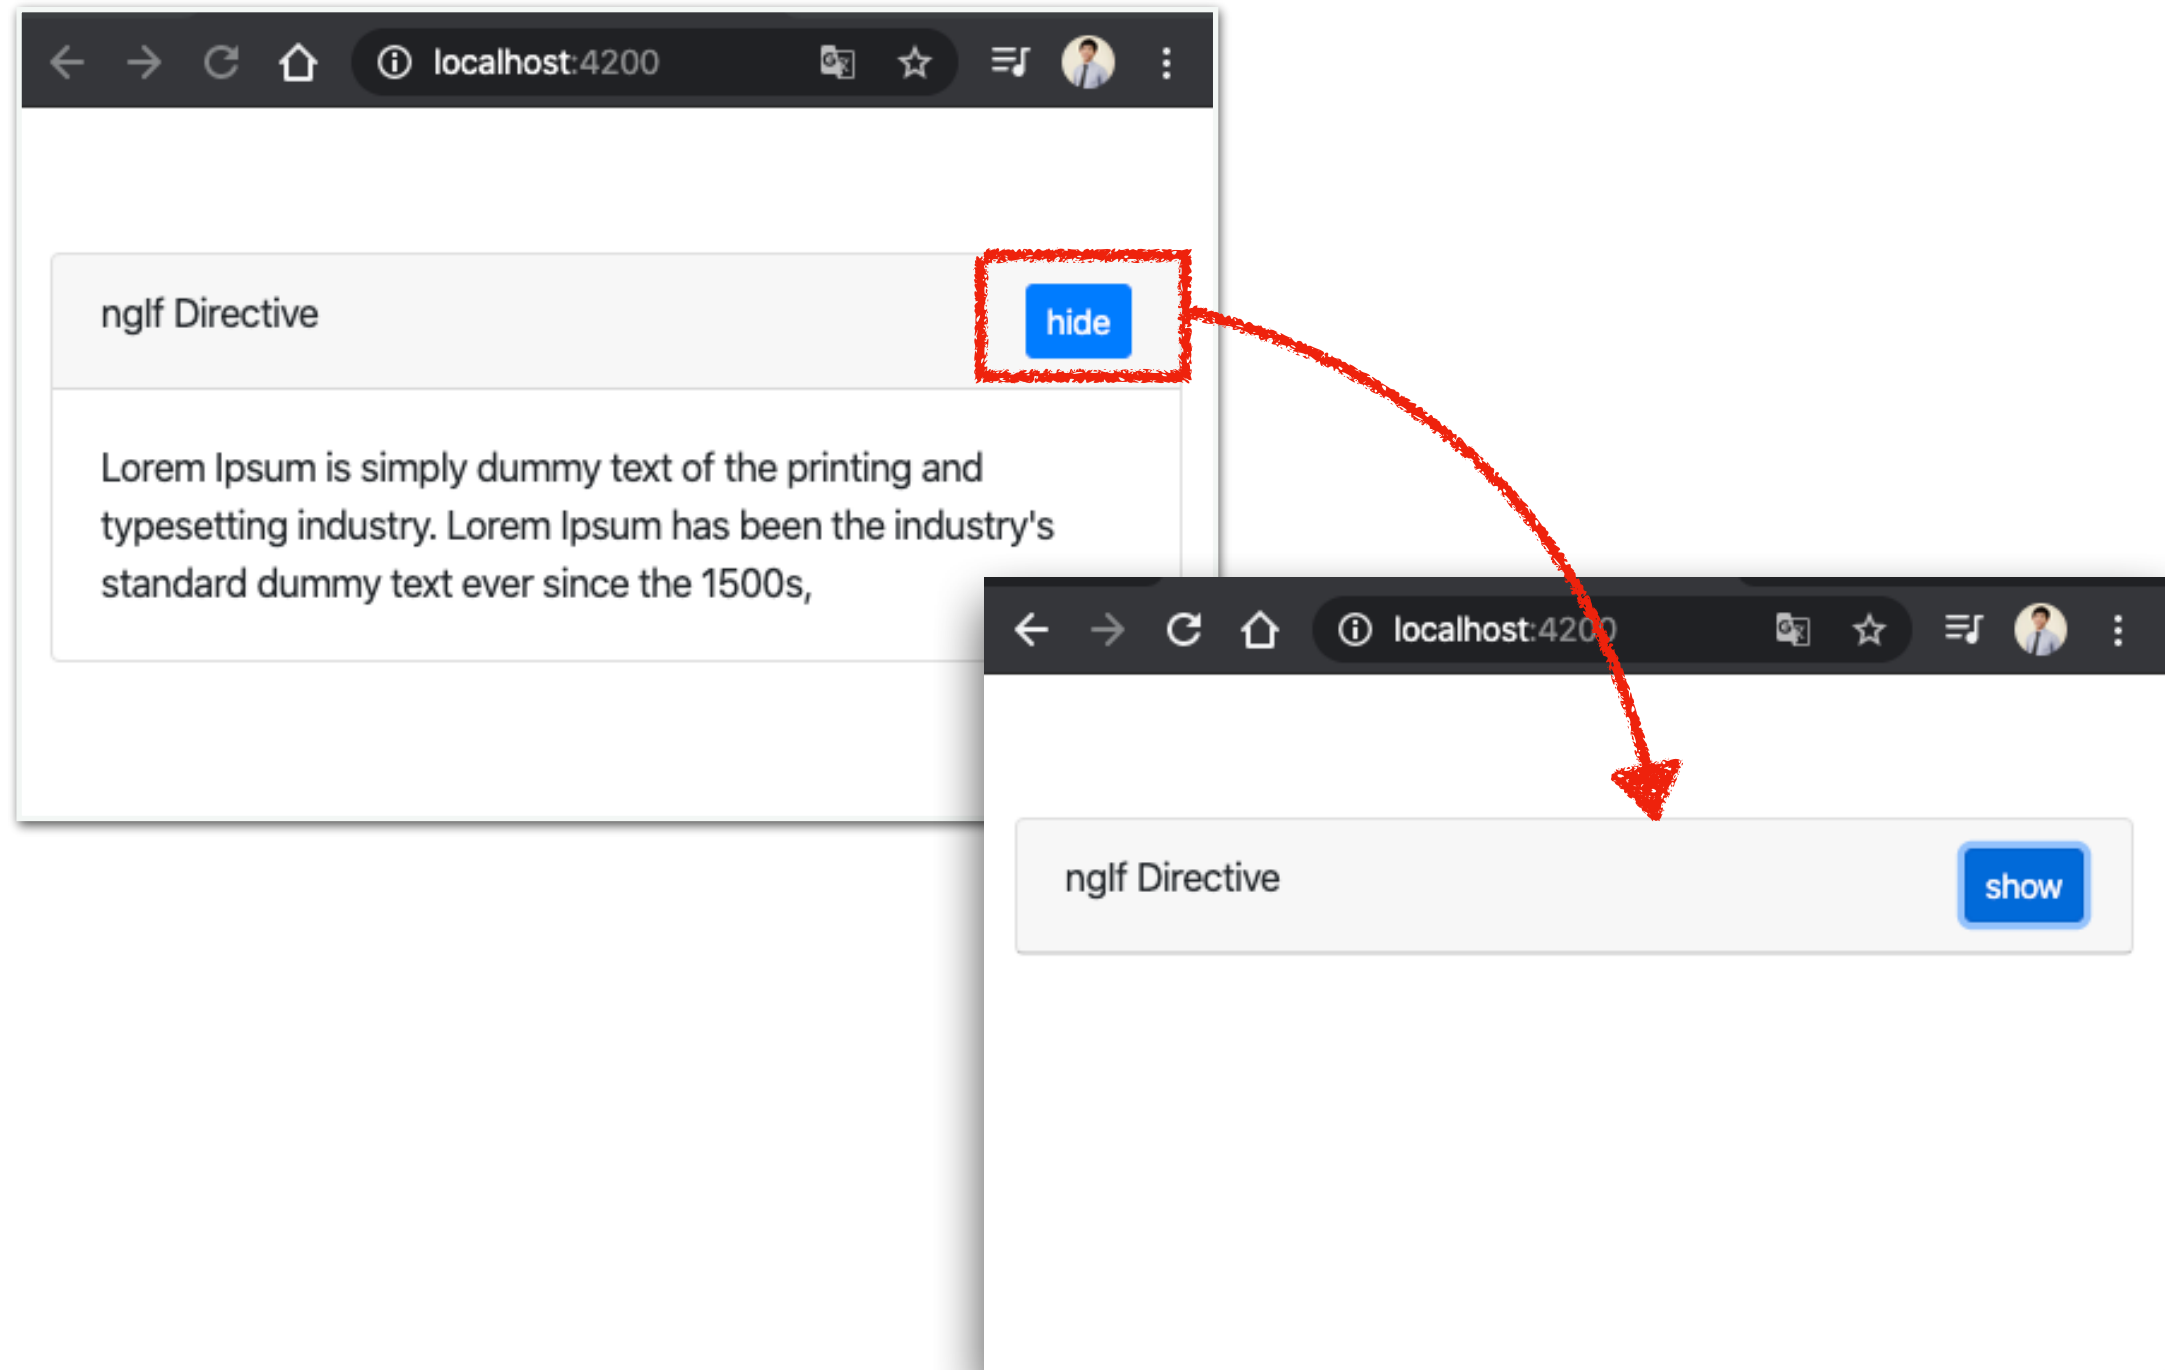 localhost:4200
ngIf Directive
hide
Lorem Ipsum is simply dummy text of the printing and
typesetting industry. Lorem Ipsum has been the industry's
standard dummy text ever since the 1500s,
localhost:4200
ngIf Directive
show